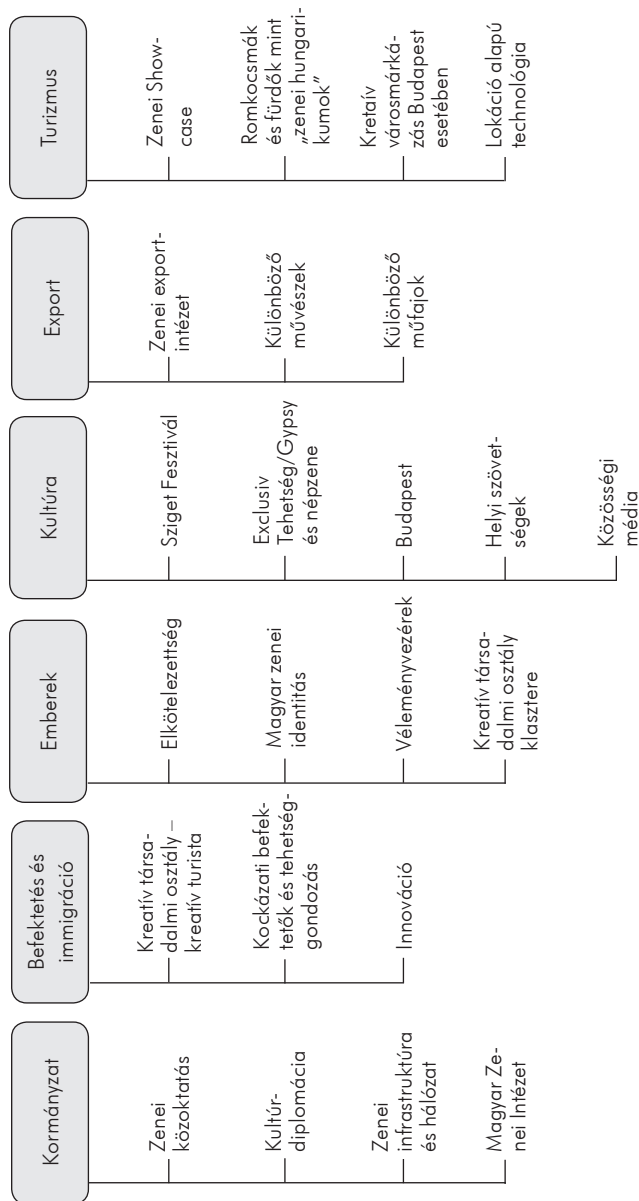 Kormányzat
Zenei
közoktatás
Kultúr-
diplomácia
Zenei
infrastruktúra
és hálózat
Magyar Ze-
nei Intézet
Befektetés és
immigráció
Kreatív társa-
dalmi osztály –
kreatív turista
Kockázati befek-
tetők és tehetség-
gondozás
Innováció
Emberek
Elkötelezettség
Magyar zenei
identitás
Véleményvezérek
Kreatív társa-
dalmi osztály
klasztere
Kultúra
Sziget Fesztivál
Exclusiv
Tehetség/Gypsy
és népzene
Budapest
Helyi szövet-
ségek
Közösségi
média
Export
Zenei export-
intézet
Különböző
művészek
Különböző
műfajok
Turizmus
Zenei Show-
case
Romkocsmák
és fürdők mint
„zenei hungari-
kumok”
Kretaív
városmárká-
zás Budapest
esetében
Lokáció alapú
technológia